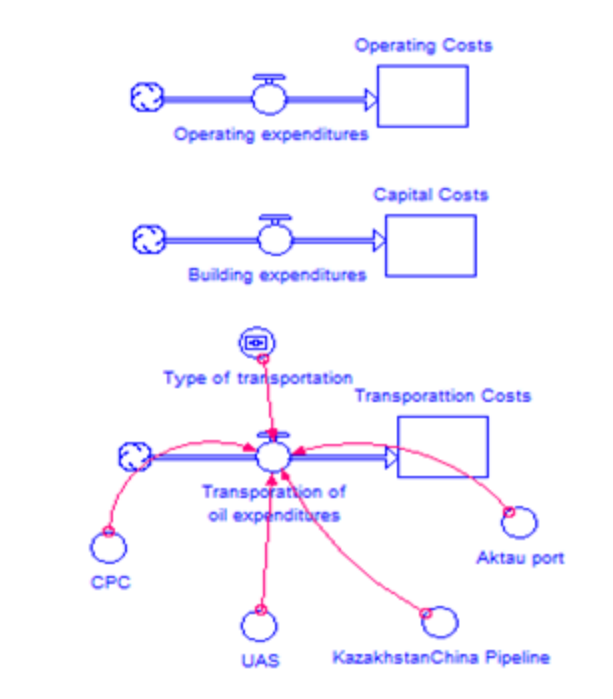 Operating Costs
Operating expenditures
Capital Costs
Building expenditures
Type of transportation
Transporattion Costs
Transporattion of
oil expenditures
Aktau port
CPC
UAS
KazakhstanChina Pipeline